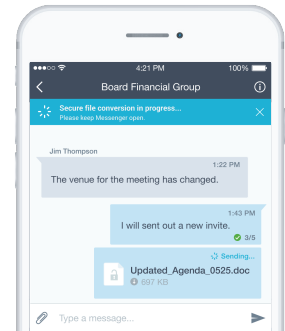 4:21 PM
100%
Board Financial Group
Secure file conversion in progress...
Please keep Messenger open.
Jim Thompson
1:22 PM
The venue for the meeting has changed.
1:43 PM
I will sent out a new invite.
3/5
Sending...
Updated_Agenda_0525.doc
697 KB
Type a message...